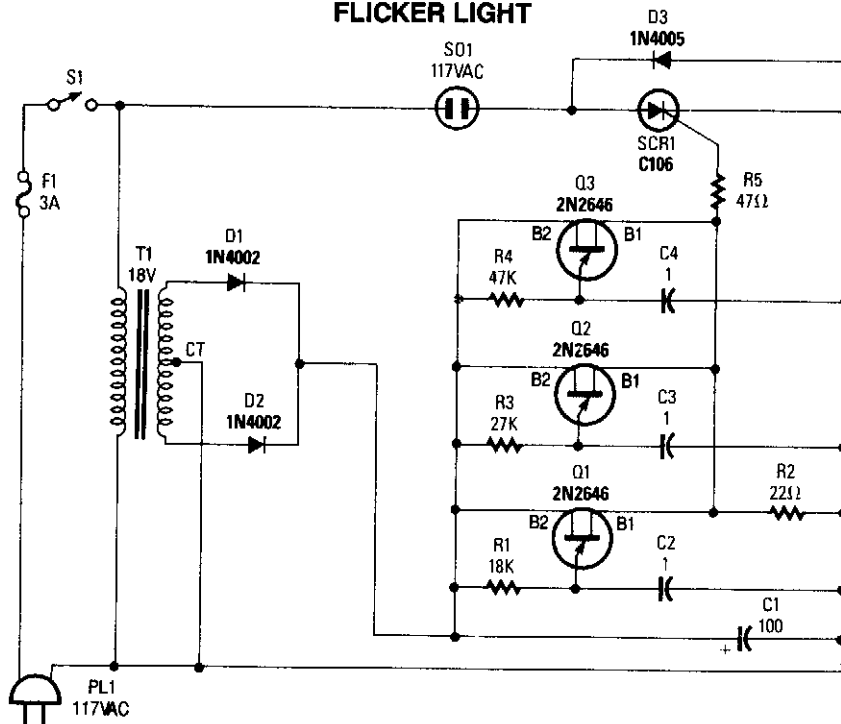 FLICKER LIGHT
D3
1N4005
SO1
117VAC
S1
SCR1
C106
F1
3A
R5
47Ω
Q3
2N2646
B2
B1
T1
18V
D1
1N4002
R4
47K
C4
1
CT
Q2
2N2646
B2
B1
D2
1N4002
R3
27K
C3
1
Q1
2N2646
R2
22Ω
B2
B1
R1
18K
C2
1
C1
100
+
PL1
117VAC